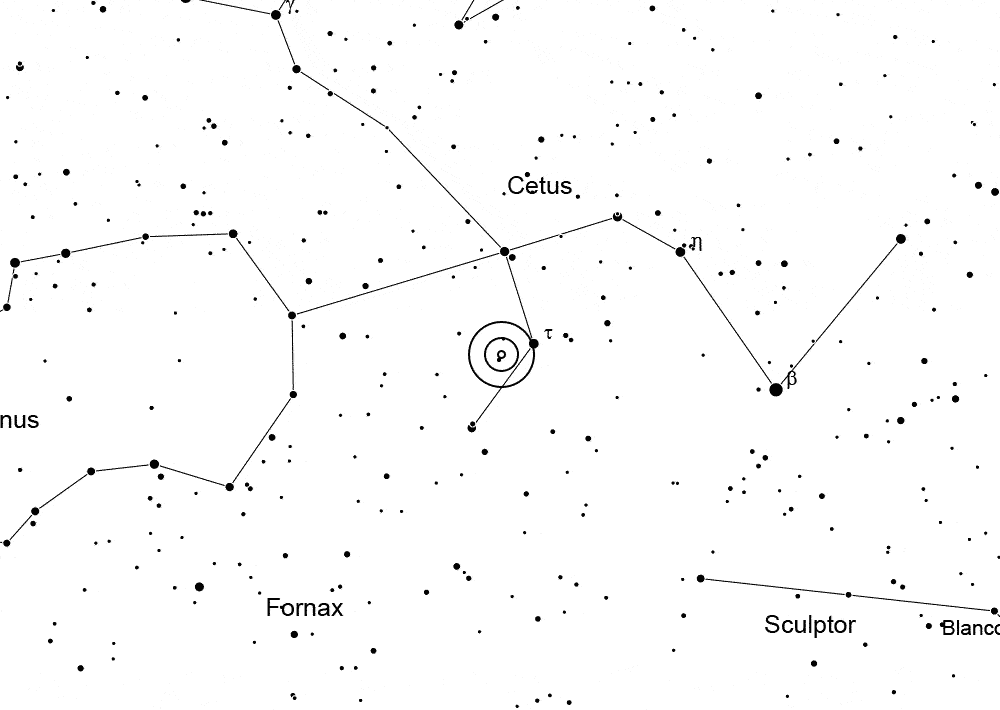 γ
Cetus
η
τ
β
nus
Fornax
Sculptor
Blanco